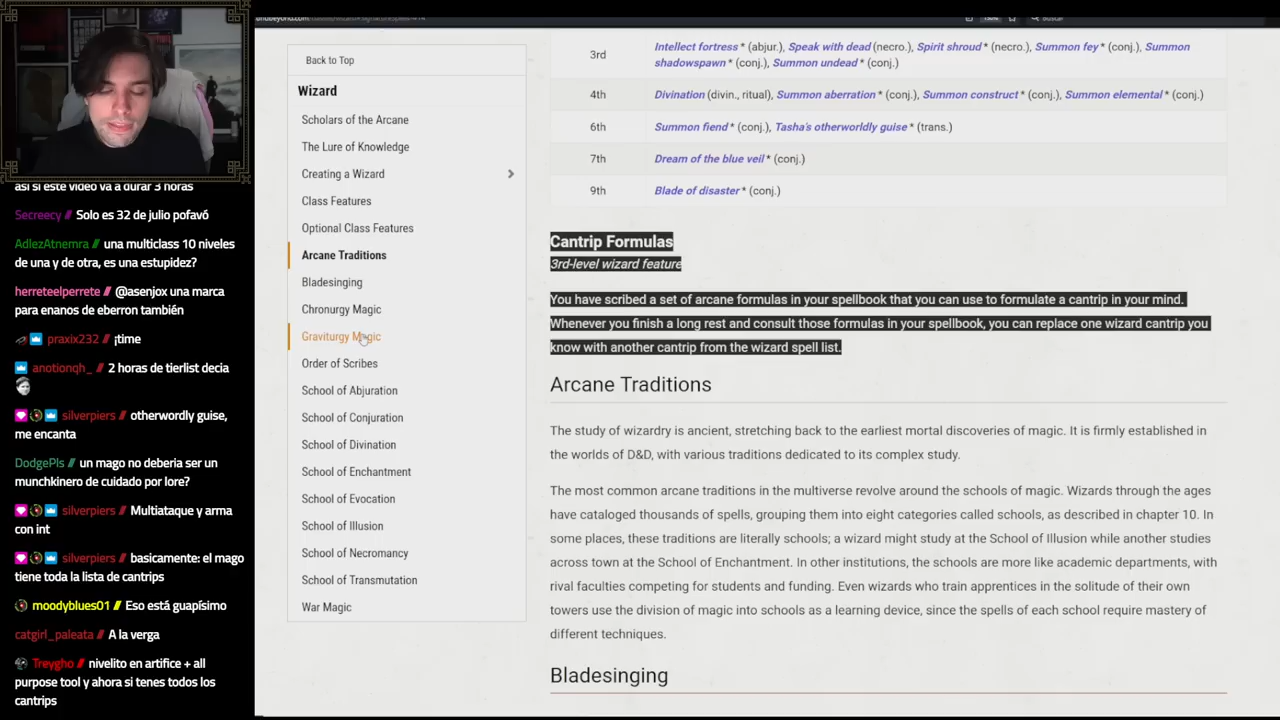 así si este video va a durar 3 horas
Secreecy // Solo es 32 de julio pofavó
AdlezAtnemra // una multiclass 10 niveles
de una y de otra, es una estupidez?
herreteelperrete // @asenjox una marca
para enanos de eberron también
praxix232 // ¡time
anotionqh_ // 2 horas de tierlist decia
silverpiers // otherwordly guise,
me encanta
DodgePls // un mago no deberia ser un
munchkinero de cuidado por lore?
silverpiers // Multiataque y arma
con int
silverpiers // basicamente: el mago
tiene toda la lista de cantrips
moodyblues01 // Eso está guapísimo
catgirl_paleata // A la verga
Treygho // nivelito en artifice + all
purpose tool y ahora si tenes todos los
cantrips
Back to Top
Wizard
Scholars of the Arcane
The Lure of Knowledge
Creating a Wizard
Class Features
Optional Class Features
Arcane Traditions
Bladesinging
Chronurgy Magic
Graviturgy Magic
Order of Scribes
School of Abjuration
School of Conjuration
School of Divination
School of Enchantment
School of Evocation
School of Illusion
School of Necromancy
School of Transmutation
War Magic
3rd Intellect fortress * (abjur.), Speak with dead (necro.), Spirit shroud * (necro.), Summon fey * (conj.), Summon
shadowspawn * (conj.), Summon undead * (conj.)
4th Divination (divin., ritual), Summon aberration * (conj.), Summon construct * (conj.), Summon elemental * (conj.)
6th Summon fiend * (conj.), Tasha's otherworldly guise * (trans.)
7th Dream of the blue veil * (conj.)
9th Blade of disaster * (conj.)
Cantrip Formulas
3rd-level wizard feature
You have scribed a set of arcane formulas in your spellbook that you can use to formulate a cantrip in your mind.
Whenever you finish a long rest and consult those formulas in your spellbook, you can replace one wizard cantrip you
know with another cantrip from the wizard spell list.
Arcane Traditions
The study of wizardry is ancient, stretching back to the earliest mortal discoveries of magic. It is firmly established in
the worlds of D&D, with various traditions dedicated to its complex study.
The most common arcane traditions in the multiverse revolve around the schools of magic. Wizards through the ages
have cataloged thousands of spells, grouping them into eight categories called schools, as described in chapter 10. In
some places, these traditions are literally schools; a wizard might study at the School of Illusion while another studies
across town at the School of Enchantment. In other institutions, the schools are more like academic departments, with
rival faculties competing for students and funding. Even wizards who train apprentices in the solitude of their own
towers use the division of magic into schools as a learning device, since the spells of each school require mastery of
different techniques.
Bladesinging